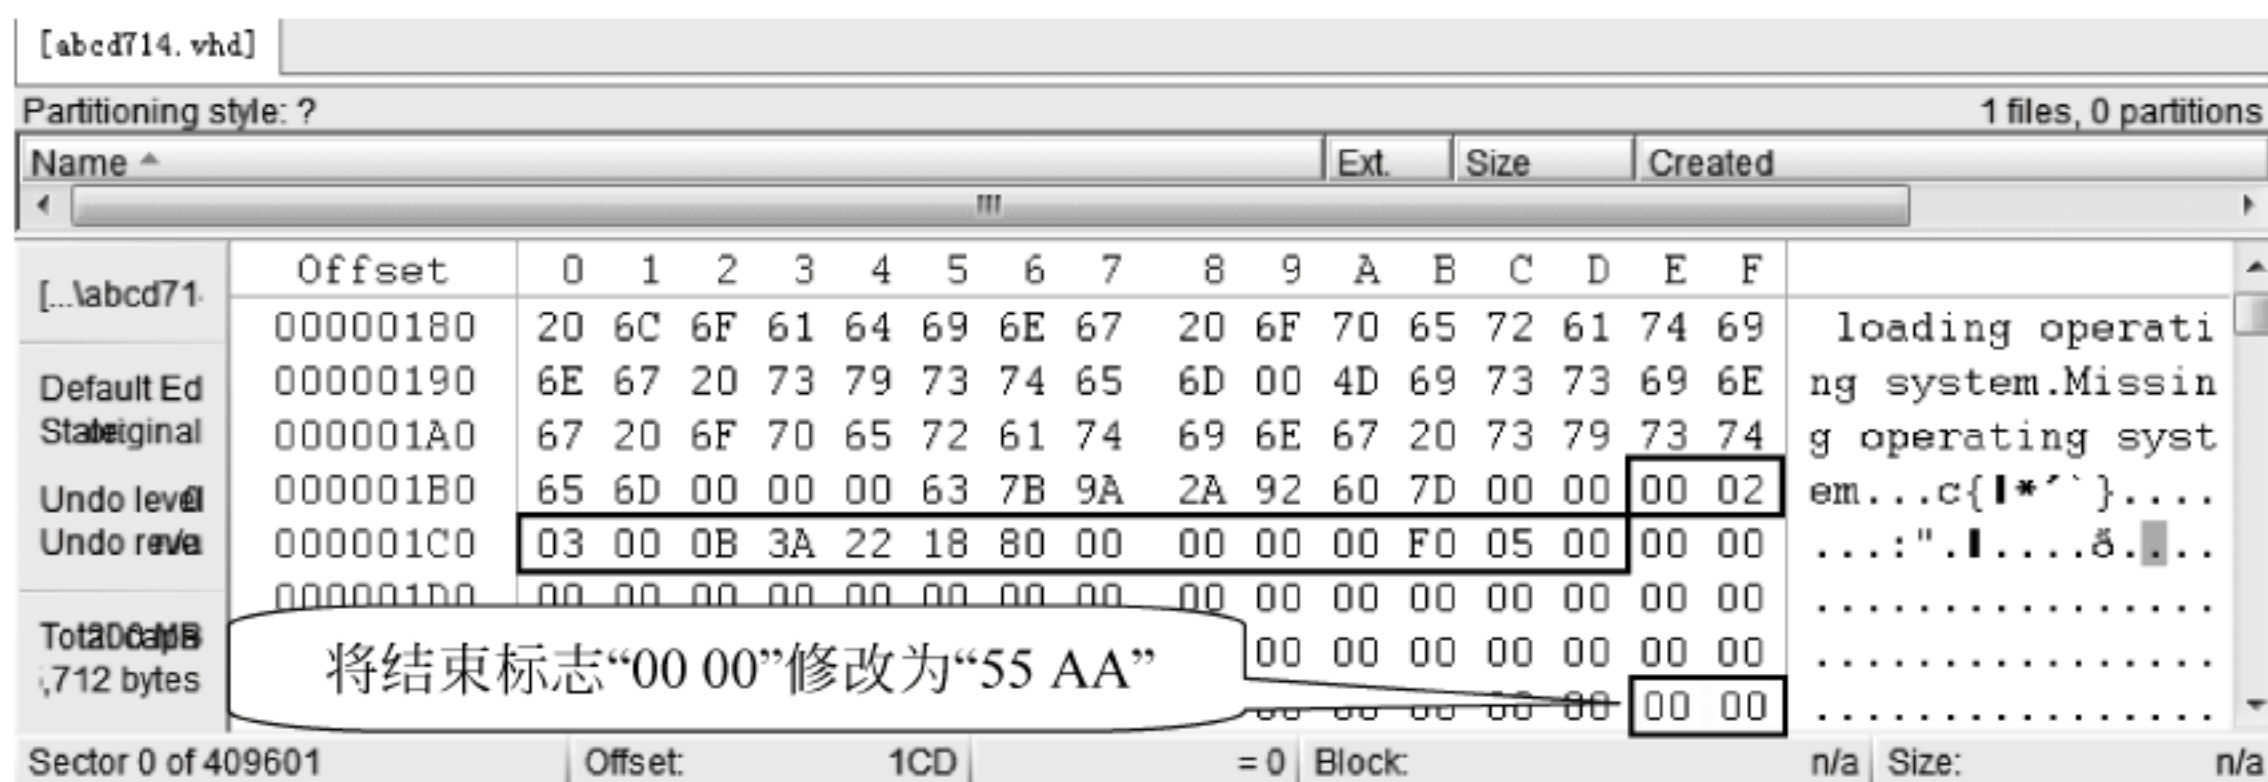 [abcd714.vhd]
Partitioning style: ? 1 files, 0 partitions
Name Ext. Size Created
[...\abcd71
Default Ed
Undo level
,712 bytes
Offset 0 1 2 3 4 5 6 7 8 9 A B C D E F
00000180 20 6C 6F 61 64 69 6E 67 20 6F 70 65 72 61 74 69 loading operati
00000190 6E 67 20 73 79 73 74 65 6D 00 4D 69 73 73 69 6E ng system.Missin
000001A0 67 20 6F 70 65 72 61 74 69 6E 67 20 73 79 73 74 g operating syst
000001B0 65 6D 00 00 00 63 7B 9A 2A 92 60 7D 00 00 00 02 em...c{▌*´`}....
000001C0 03 00 0B 3A 22 18 80 00 00 00 00 F0 05 00 00 00 ...:".▌....ð....
000001D0 00 00 00 00 00 00 00 00 00 00 00 00 00 00 00 00 ................
00 00 00 00 00 00 00 ................
00 00 00 00 00 00 00 ................
将结束标志“00 00”修改为“55 AA”
Sector 0 of 409601 Offset: 1CD = 0 Block: n/a Size: n/a